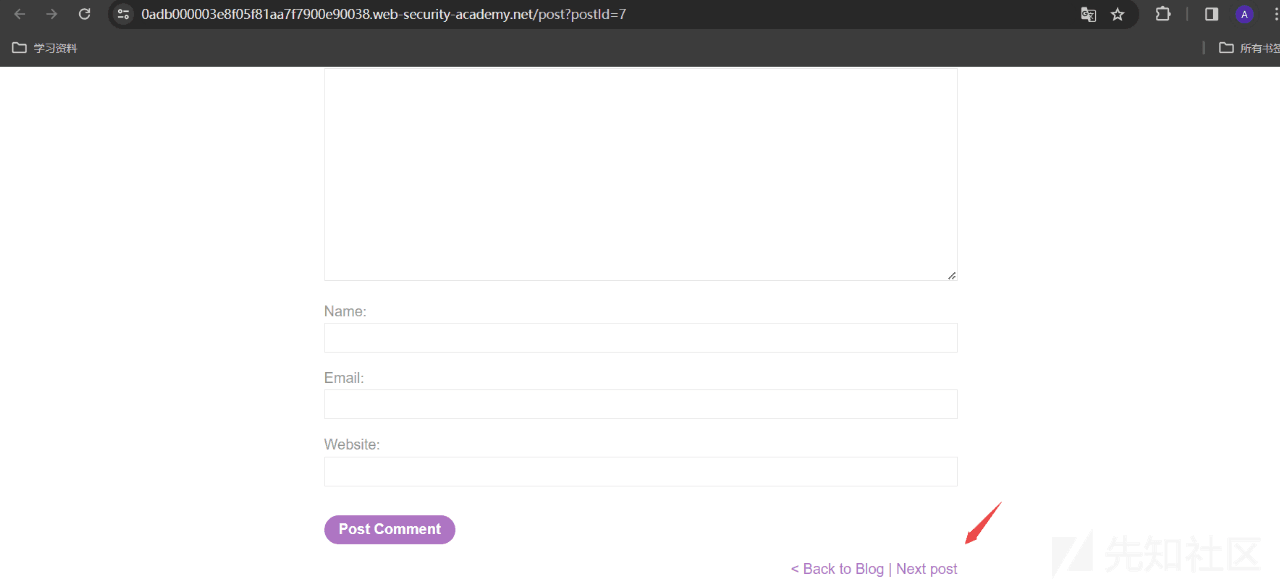 0adb000003e8f05f81aa7f7900e90038.web-security-academy.net/post?postId=7
A
学习资料
所有书签
Name:
Email:
Website:
Post Comment
< Back to Blog | Next post
先知社区